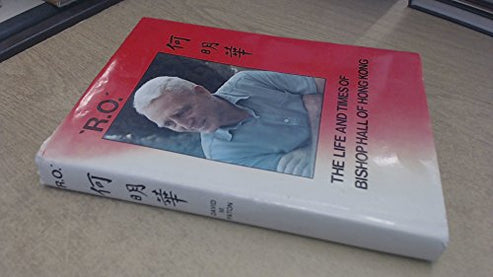 'R.O.'
何明華
THE LIFE AND TIMES OF
BISHOP HALL OF HONG KONG
'R.O.'
何明華
DAVID
M.
PATON